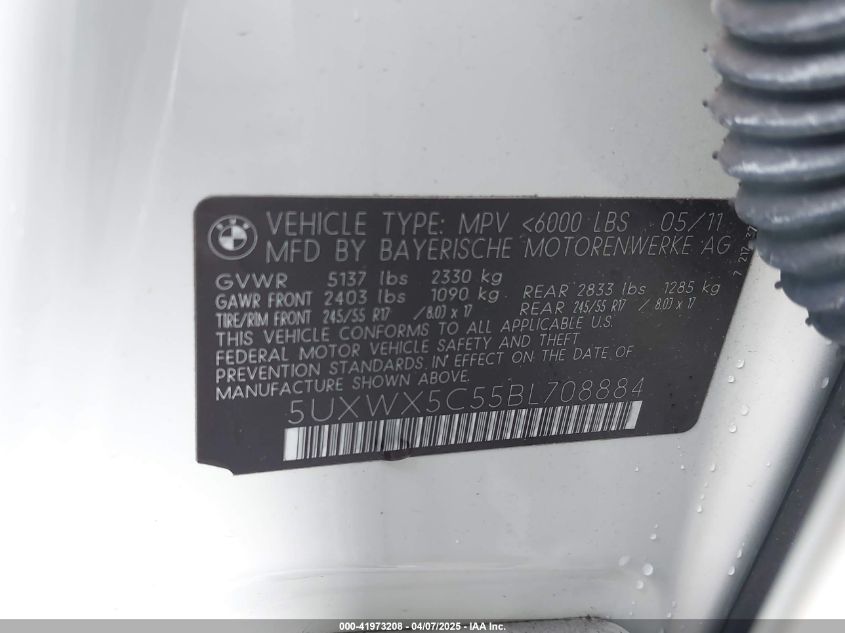 BMW
VEHICLE TYPE: MPV <6000 LBS 05/11
MFD BY BAYERISCHE MOTORENWERKE AG
GVWR 5137 lbs 2330 kg
GAWR FRONT 2403 lbs 1090 kg REAR 2833 lbs 1285 kg
TIRE/RIM FRONT 245/55 R17 / 8.0J x 17 REAR 245/55 R17 / 8.0J x 17
THIS VEHICLE CONFORMS TO ALL APPLICABLE U.S.
FEDERAL MOTOR VEHICLE SAFETY AND THEFT
PREVENTION STANDARDS IN EFFECT ON THE DATE OF
MANUFACTURE SHOWN ABOVE.
5UXWX5C55BL708884
000-41973208 - 04/07/2025 - IAA Inc.